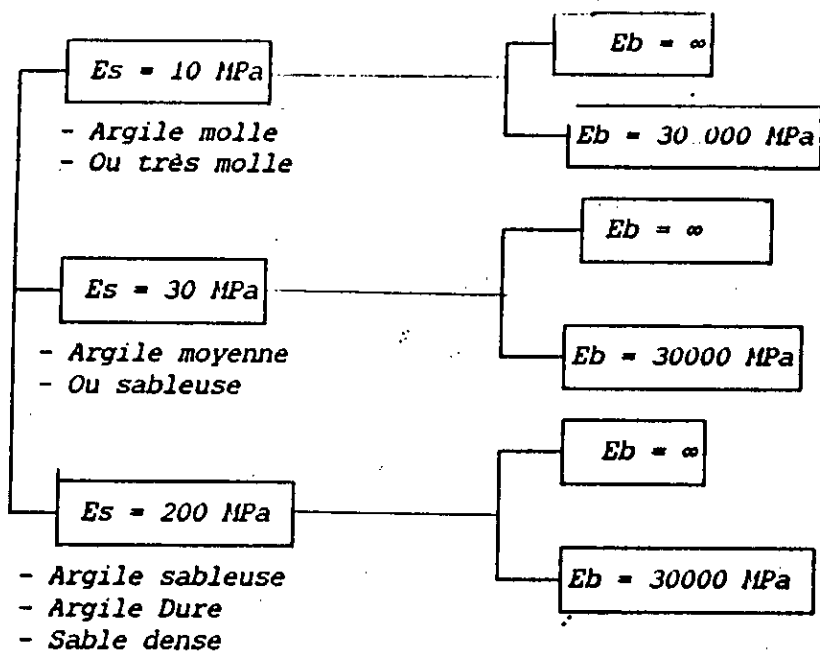 Es = 10 MPa
Eb = ∞
- Argile molle
- Ou très molle
Eb = 30 000 MPa
Es = 30 MPa
Eb = ∞
- Argile moyenne
- Ou sableuse
Eb = 30000 MPa
Es = 200 MPa
Eb = ∞
- Argile sableuse
- Argile Dure
- Sable dense
Eb = 30000 MPa